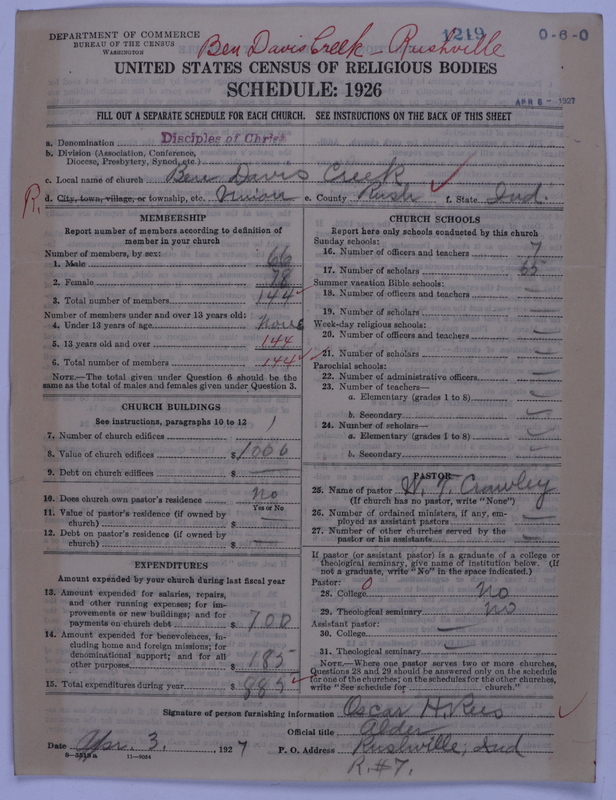 1219
0-6-0
DEPARTMENT OF COMMERCE
BUREAU OF THE CENSUS
WASHINGTON
Ben Davis Creek Rushville
UNITED STATES CENSUS OF RELIGIOUS BODIES
SCHEDULE: 1926
APR 6 - 1927
FILL OUT A SEPARATE SCHEDULE FOR EACH CHURCH. SEE INSTRUCTIONS ON THE BACK OF THIS SHEET
a. Denomination Disciples of Christ
b. Division (Association, Conference,
Diocese, Presbytery, Synod, etc.)
c. Local name of church Ben Davis Creek
R. d. City, town, village, or township, etc. Union e. County Rush f. State Ind.
MEMBERSHIP
Report number of members according to definition of
member in your church
Number of members, by sex:
1. Male 66
2. Female 78
3. Total number of members 144
Number of members under and over 13 years old:
4. Under 13 years of age None
5. 13 years old and over 144
6. Total number of members 144
NOTE.—The total given under Question 6 should be the
same as the total of males and females given under Question 3.
CHURCH BUILDINGS
See instructions, paragraphs 10 to 12
7. Number of church edifices 1
8. Value of church edifices $1000
9. Debt on church edifices $ —
10. Does church own pastor's residence No
Yes or No
11. Value of pastor's residence (if owned by
church) $ —
12. Debt on pastor's residence (if owned by
church) $ —
EXPENDITURES
Amount expended by your church during last fiscal year
13. Amount expended for salaries, repairs,
and other running expenses; for im-
provements or new buildings; and for
payments on church debt $ 700
14. Amount expended for benevolences, in-
cluding home and foreign missions; for
denominational support; and for all
other purposes $ 185
15. Total expenditures during year $ 885
CHURCH SCHOOLS
Report here only schools conducted by this church
Sunday schools:
16. Number of officers and teachers 7
17. Number of scholars 65
Summer vacation Bible schools:
18. Number of officers and teachers —
19. Number of scholars —
Week-day religious schools:
20. Number of officers and teachers —
21. Number of scholars —
Parochial schools:
22. Number of administrative officers —
23. Number of teachers—
a. Elementary (grades 1 to 8) —
b. Secondary —
24. Number of scholars—
a. Elementary (grades 1 to 8) —
b. Secondary —
PASTOR
25. Name of pastor W. T. Crawley
(If church has no pastor, write "None")
26. Number of ordained ministers, if any, em-
ployed as assistant pastors —
27. Number of other churches served by the
pastor or his assistants —
If pastor (or assistant pastor) is a graduate of a college or
theological seminary, give name of institution below. (If
not a graduate, write "No" in the space indicated.)
Pastor: 0
28. College No
29. Theological seminary No
Assistant pastor:
30. College —
31. Theological seminary —
NOTE.—Where one pastor serves two or more churches,
Questions 28 and 29 should be answered only on the schedule
for one of the churches; on the schedules for the other churches,
write "See schedule for church."
Signature of person furnishing information Oscar H. Rees
Official title Alder
Date Apr. 3., 1927 P. O. Address Rushville, Ind
R. #7.
11—9284